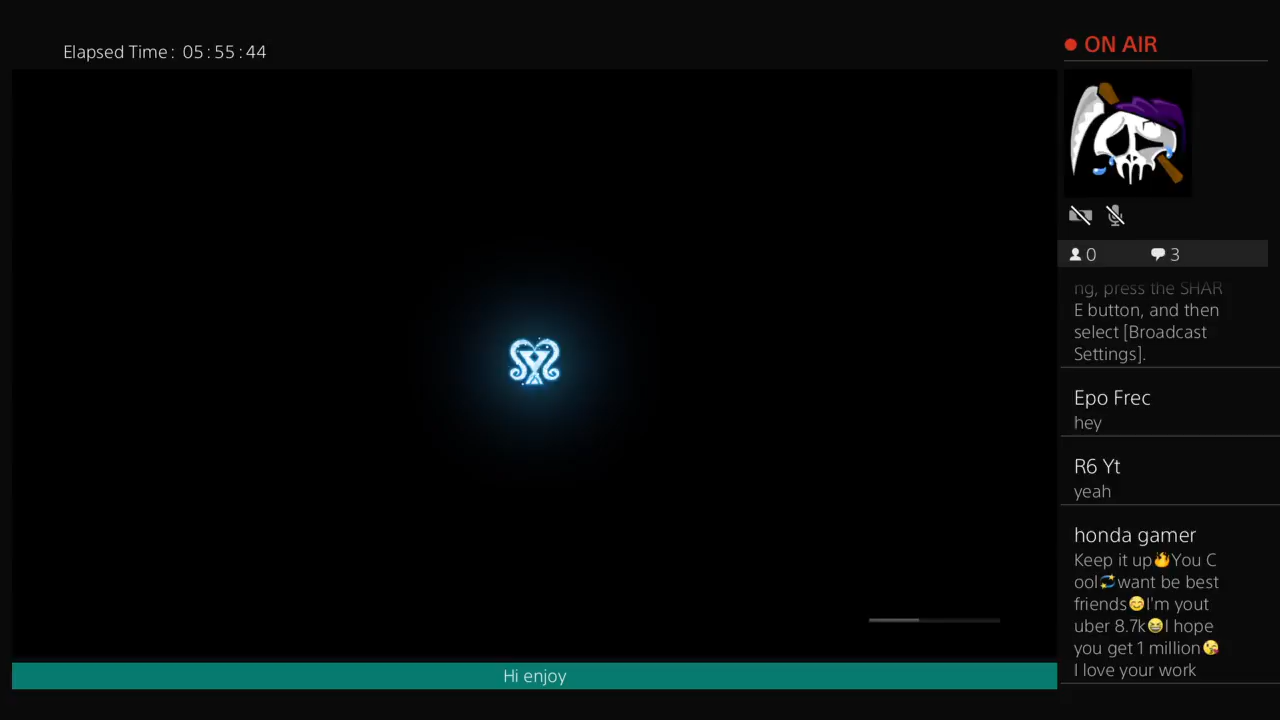 Elapsed Time: 05:55:44
ON AIR
0 3
ng, press the SHAR
E button, and then
select [Broadcast
Settings].
Epo Frec
hey
R6 Yt
yeah
honda gamer
Keep it up🔥You C
ool💫want be best
friends😊I'm yout
uber 8.7k😆I hope
you get 1 million😘
I love your work
Hi enjoy